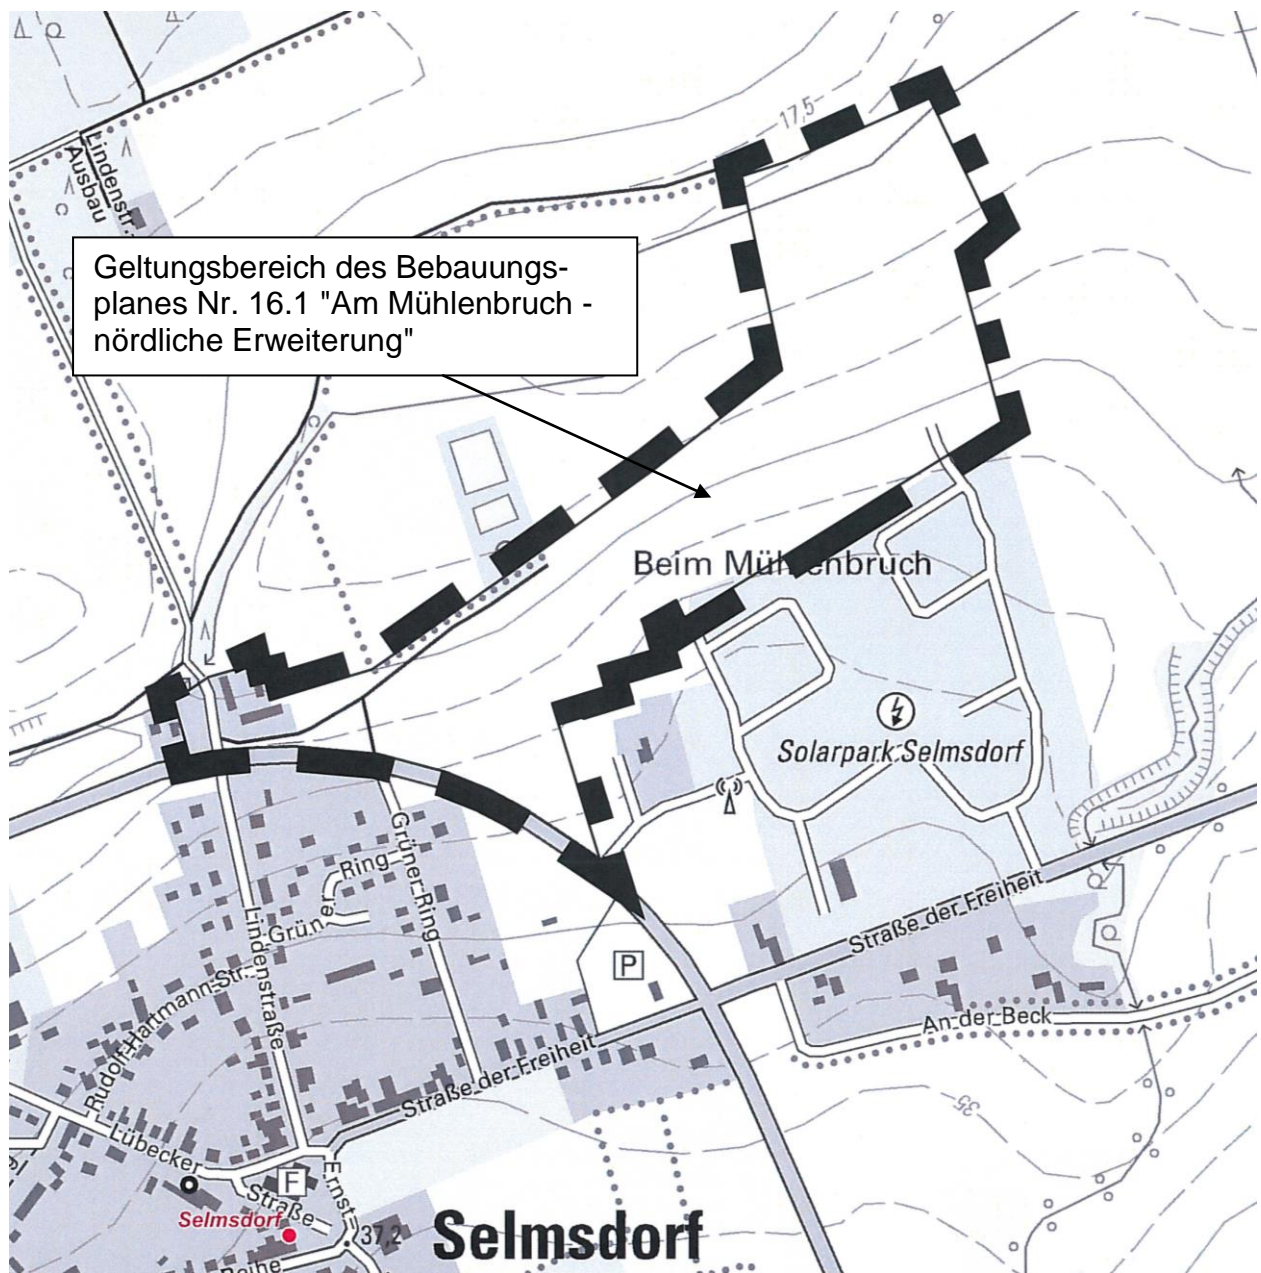 17,5
Lindenstr.-
Ausbau
Geltungsbereich des Bebauungs-
planes Nr. 16.1 "Am Mühlenbruch -
nördliche Erweiterung"
Beim Mühlenbruch
Solarpark Selmsdorf
Grüner Ring
Grüner
Ring
Lindenstraße
Rudolf-Hartmann-Str.
P
Straße der Freiheit
An der Beck
Straße der Freiheit
35
Lübecker
Straße
F
Ernst-
Selmsdorf
37,2
Selmsdorf
Reihe